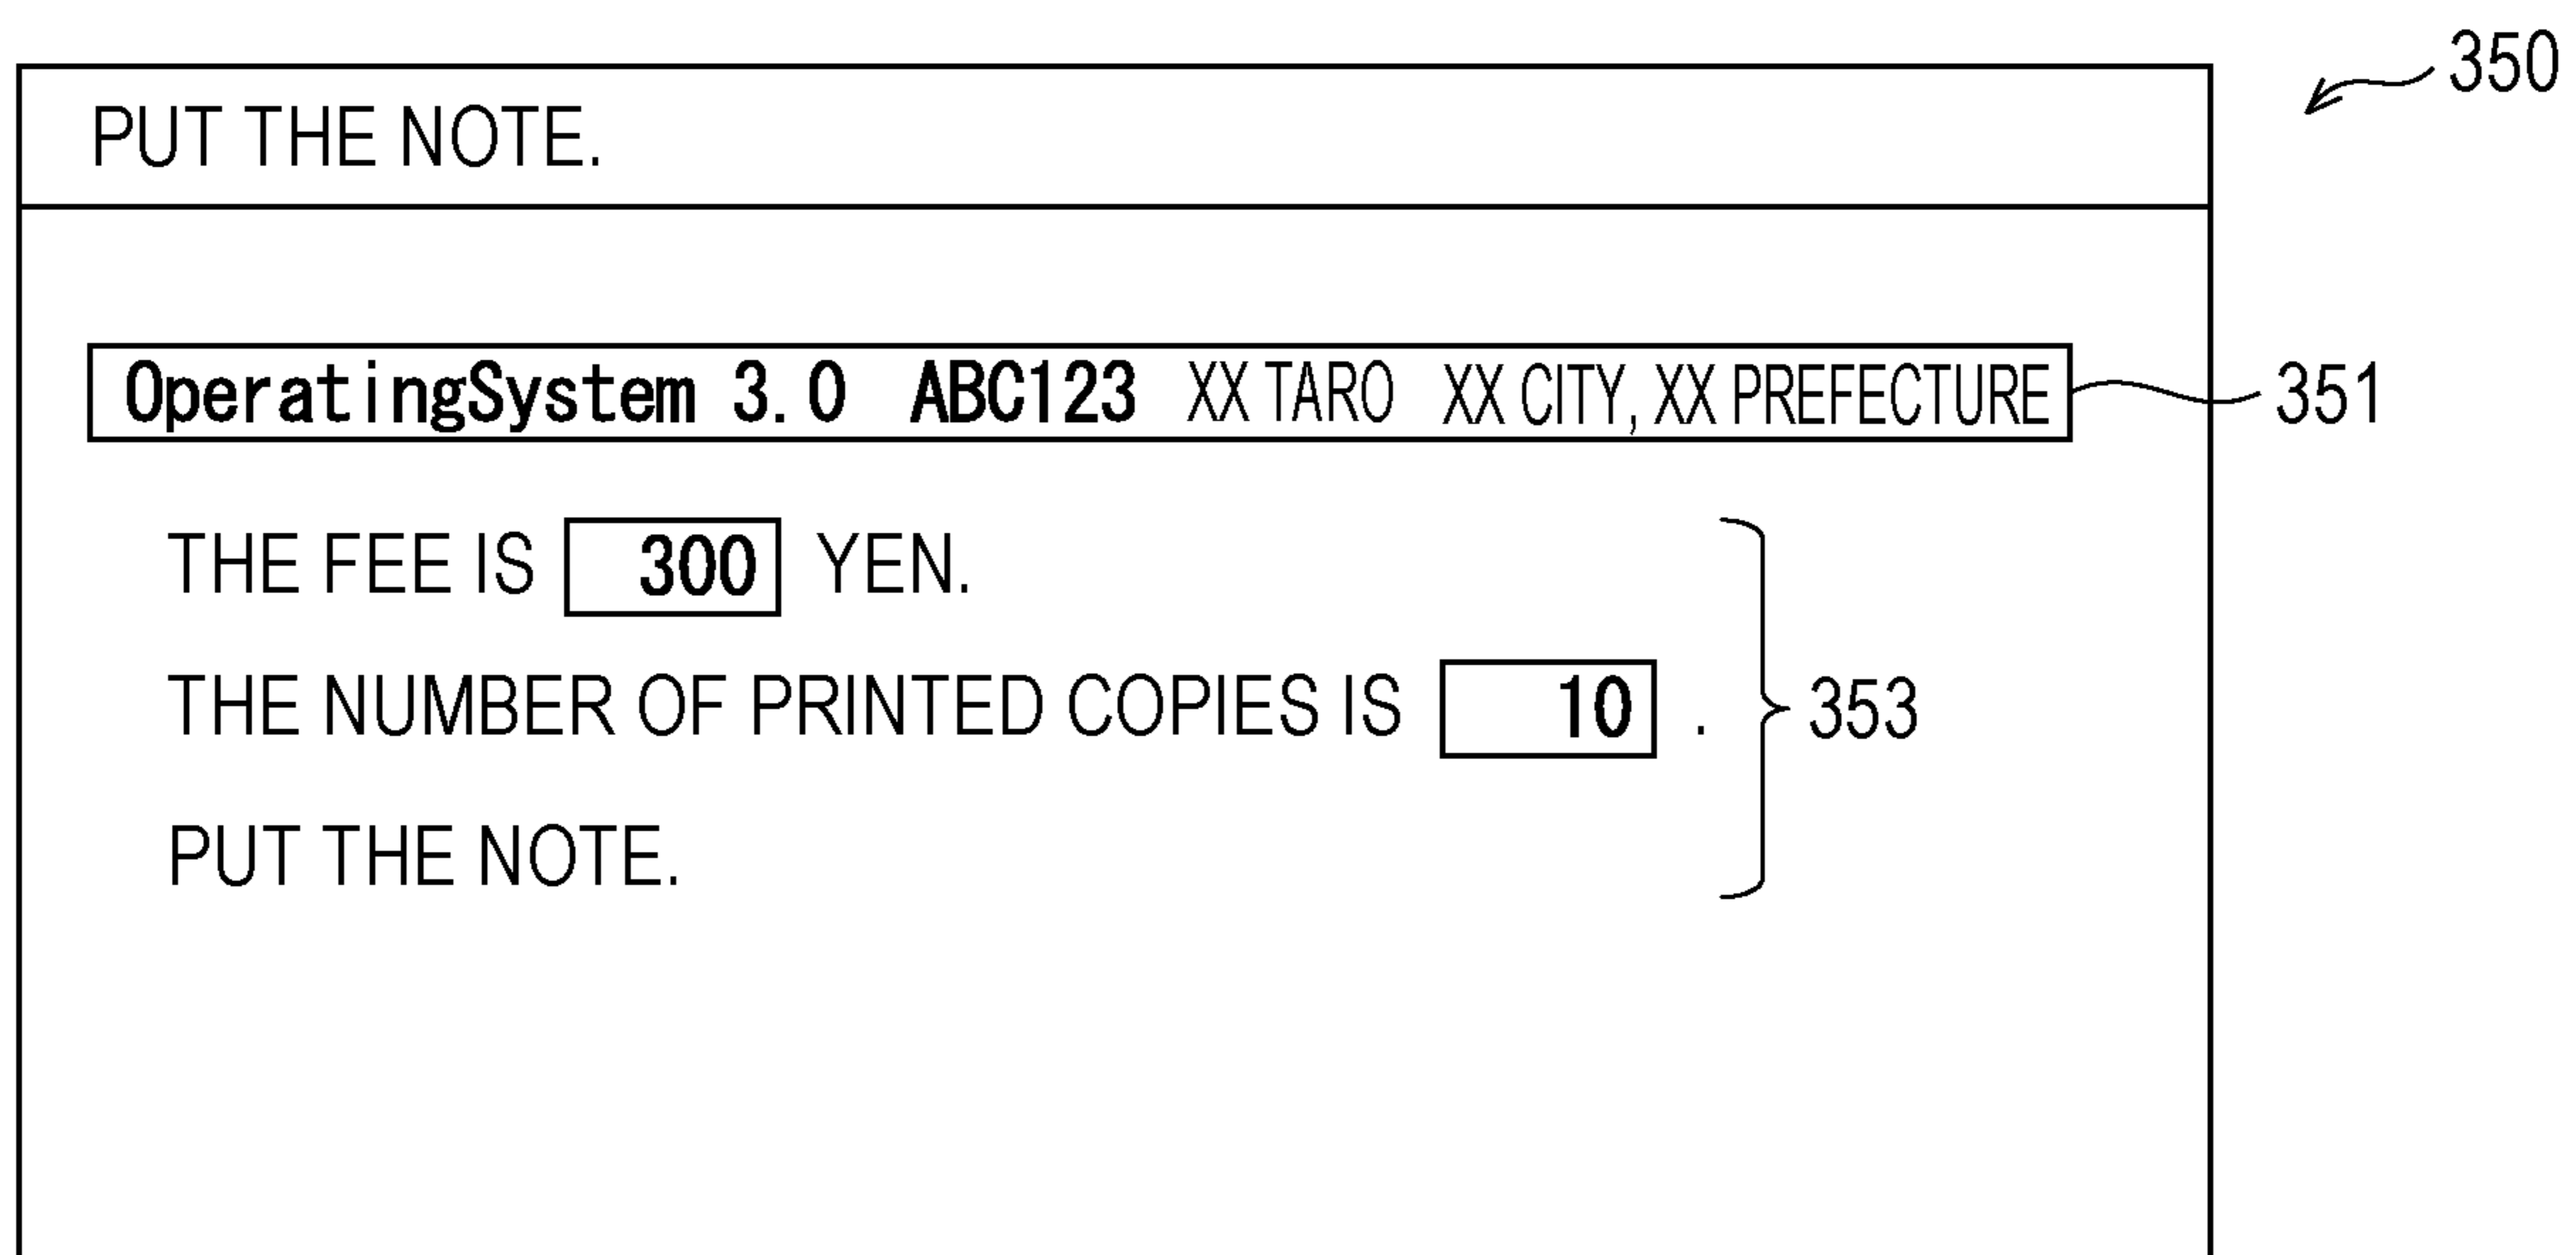 350
PUT THE NOTE.
OperatingSystem 3.0 ABC123 XX TARO XX CITY, XX PREFECTURE 351
THE FEE IS 300 YEN.
THE NUMBER OF PRINTED COPIES IS 10 . 353
PUT THE NOTE.